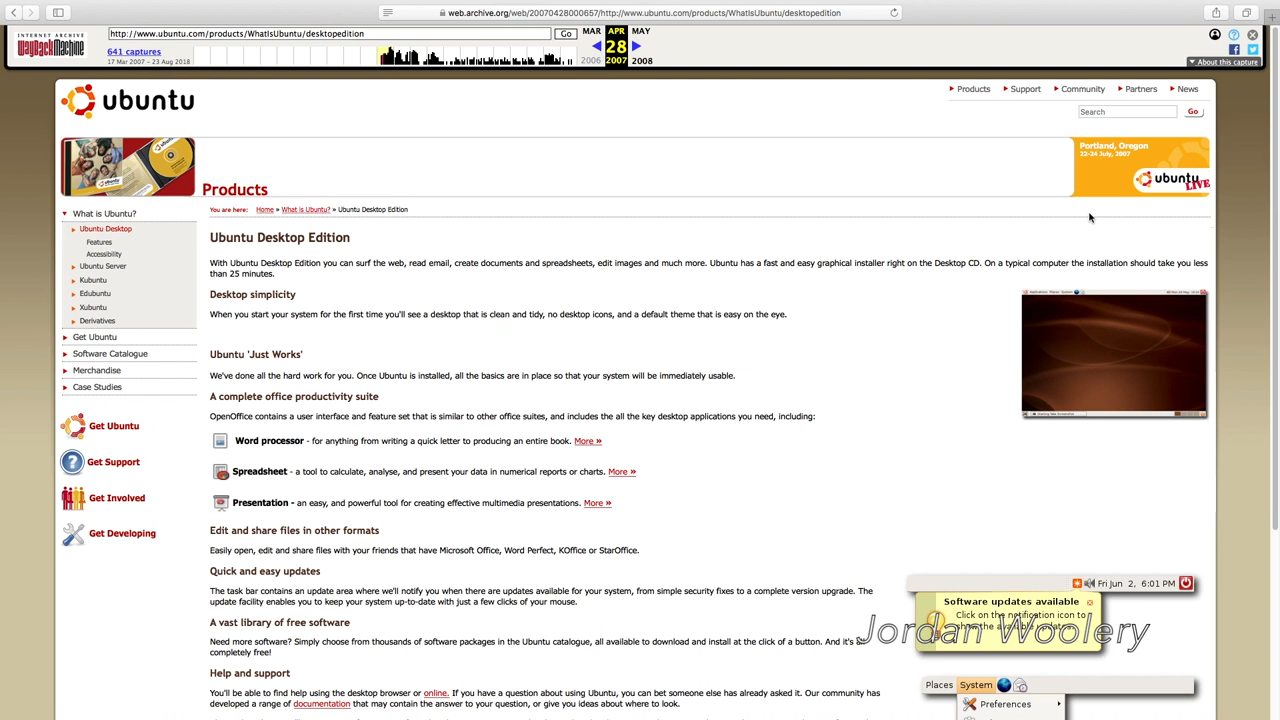 web.archive.org/web/20070428000657/http://www.ubuntu.com/products/WhatIsUbuntu/desktopedition
INTERNET ARCHIVE
WayBackMachine
http://www.ubuntu.com/products/WhatIsUbuntu/desktopedition
Go
MAR
APR
MAY
641 captures
17 Mar 2007 - 23 Aug 2018
28
2006
2007
2008
About this capture
ubuntu
Products
Support
Community
Partners
News
Search
Go
Products
Portland, Oregon
22-24 July, 2007
ubuntu LIVE
What is Ubuntu?
Ubuntu Desktop
Features
Accessibility
Ubuntu Server
Kubuntu
Edubuntu
Xubuntu
Derivatives
Get Ubuntu
Software Catalogue
Merchandise
Case Studies
Get Ubuntu
Get Support
Get Involved
Get Developing
You are here: Home » What is Ubuntu? » Ubuntu Desktop Edition
Ubuntu Desktop Edition
With Ubuntu Desktop Edition you can surf the web, read email, create documents and spreadsheets, edit images and much more. Ubuntu has a fast and easy graphical installer right on the Desktop CD. On a typical computer the installation should take you less
than 25 minutes.
Desktop simplicity
When you start your system for the first time you'll see a desktop that is clean and tidy, no desktop icons, and a default theme that is easy on the eye.
Ubuntu 'Just Works'
We've done all the hard work for you. Once Ubuntu is installed, all the basics are in place so that your system will be immediately usable.
A complete office productivity suite
OpenOffice contains a user interface and feature set that is similar to other office suites, and includes the all the key desktop applications you need, including:
Word processor - for anything from writing a quick letter to producing an entire book. More »
Spreadsheet - a tool to calculate, analyse, and present your data in numerical reports or charts. More »
Presentation - an easy, and powerful tool for creating effective multimedia presentations. More »
Edit and share files in other formats
Easily open, edit and share files with your friends that have Microsoft Office, Word Perfect, KOffice or StarOffice.
Quick and easy updates
The task bar contains an update area where we'll notify you when there are updates available for your system, from simple security fixes to a complete version upgrade. The
update facility enables you to keep your system up-to-date with just a few clicks of your mouse.
A vast library of free software
Need more software? Simply choose from thousands of software packages in the Ubuntu catalogue, all available to download and install at the click of a button. And it's all
completely free!
Help and support
You'll be able to find help using the desktop browser or online. If you have a question about using Ubuntu, you can bet someone else has already asked it. Our community has
developed a range of documentation that may contain the answer to your question, or give you ideas about where to look.
Fri Jun 2, 6:01 PM
Software updates available
Click on the notification icon to
Jordan Woolery
Places System
Preferences